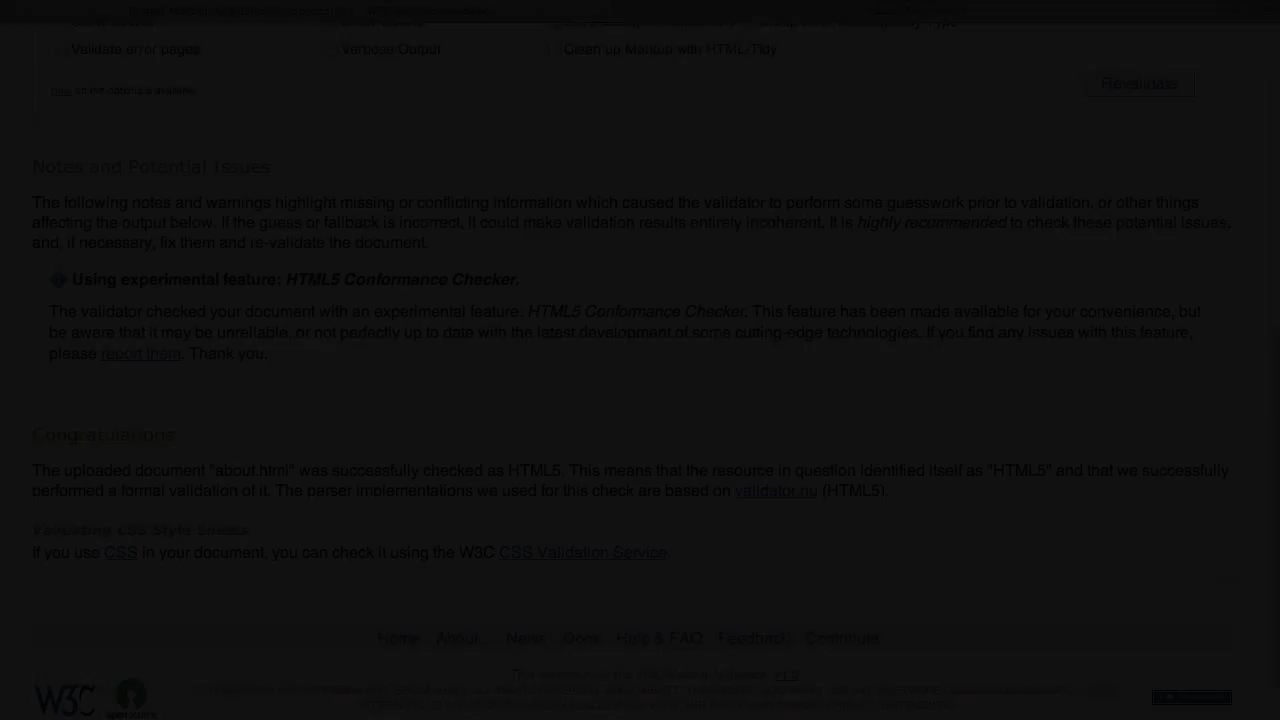 Validate error pages Verbose Output Clean up Markup with HTML-Tidy
Revalidate
Notes and Potential Issues
The following notes and warnings highlight missing or conflicting information which caused the validator to perform some guesswork prior to validation, or other things
affecting the output below. If the guess or fallback is incorrect, it could make validation results entirely incoherent. It is highly recommended to check these potential issues,
and, if necessary, fix them and re-validate the document.
Using experimental feature: HTML5 Conformance Checker.
The validator checked your document with an experimental feature: HTML5 Conformance Checker. This feature has been made available for your convenience, but
be aware that it may be unreliable, or not perfectly up to date with the latest development of some cutting-edge technologies. If you find any issues with this feature,
please report them. Thank you.
Congratulations
The uploaded document "about.html" was successfully checked as HTML5. This means that the resource in question identified itself as "HTML5" and that we successfully
performed a formal validation of it. The parser implementations we used for this check are based on validator.nu (HTML5).
Validating CSS Style Sheets
If you use CSS in your document, you can check it using the W3C CSS Validation Service.
Home About... News Docs Help & FAQ Feedback Contribute
W3C